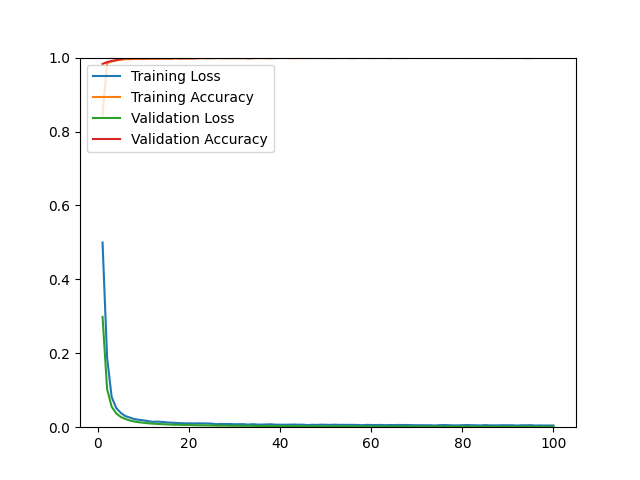 1.0
0.8
0.6
0.4
0.2
0.0
Training Loss
Training Accuracy
Validation Loss
Validation Accuracy
0 20 40 60 80 100